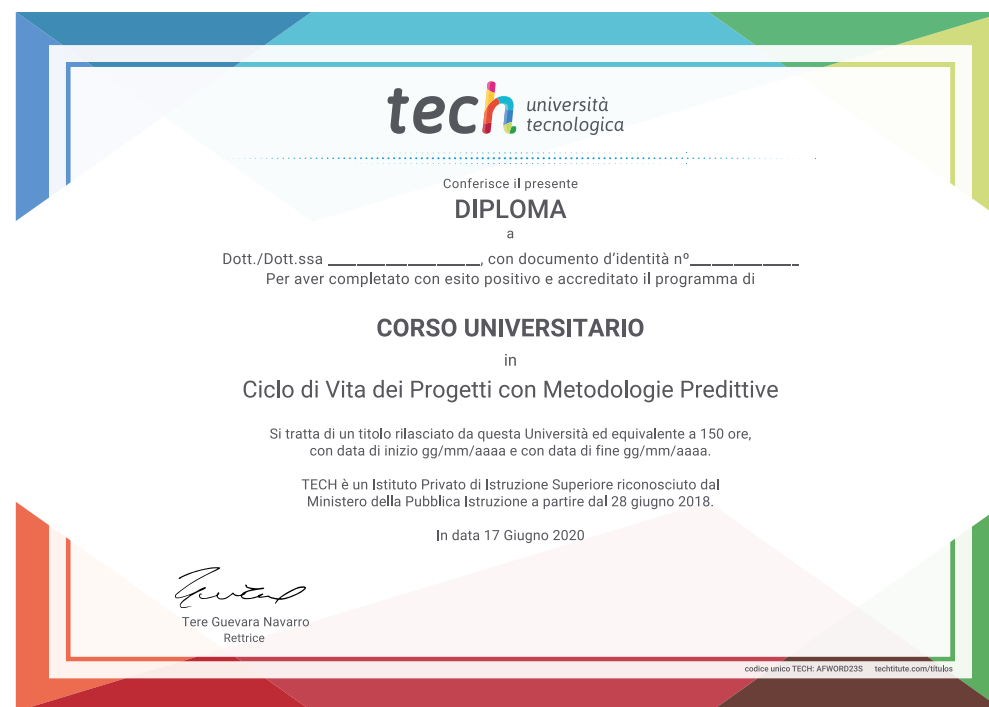 tech università
tecnologica
Conferisce il presente
DIPLOMA
a
Dott./Dott.ssa ____________________, con documento d'identità nº______________
Per aver completato con esito positivo e accreditato il programma di
CORSO UNIVERSITARIO
in
Ciclo di Vita dei Progetti con Metodologie Predittive
Si tratta di un titolo rilasciato da questa Università ed equivalente a 150 ore,
con data di inizio gg/mm/aaaa e con data di fine gg/mm/aaaa.
TECH è un Istituto Privato di Istruzione Superiore riconosciuto dal
Ministero della Pubblica Istruzione a partire dal 28 giugno 2018.
In data 17 Giugno 2020
Tere Guevara Navarro
Rettrice
codice unico TECH: AFWORD23S techtitute.com/títulos